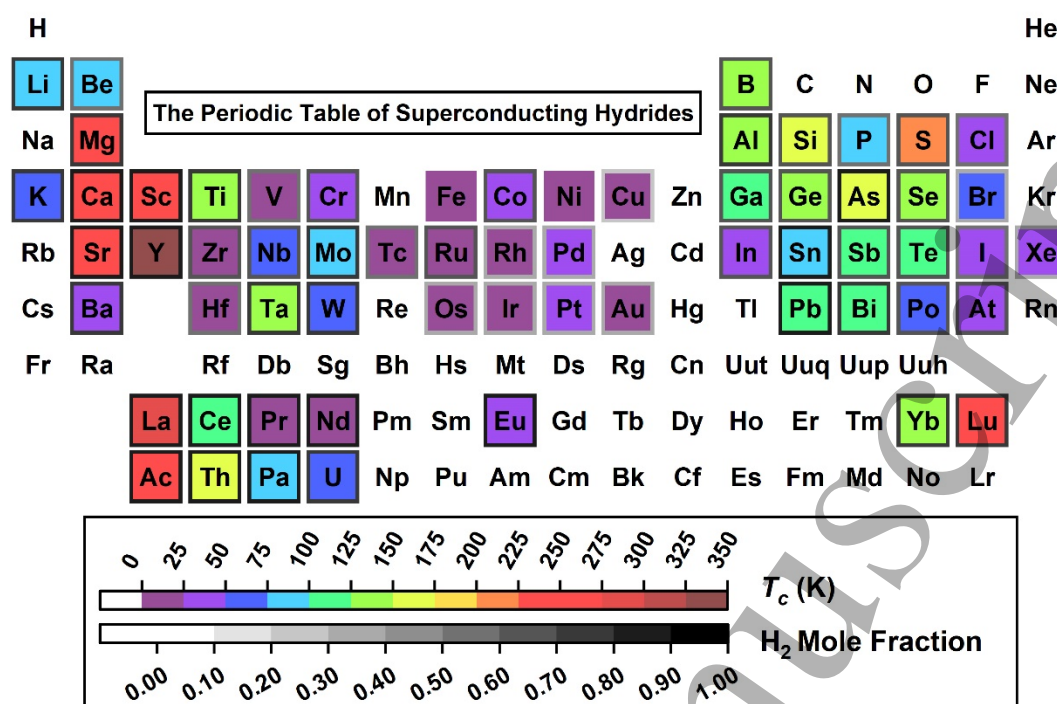 H He
Li Be B C N O F Ne
The Periodic Table of Superconducting Hydrides
Na Mg Al Si P S Cl Ar
K Ca Sc Ti V Cr Mn Fe Co Ni Cu Zn Ga Ge As Se Br Kr
Rb Sr Y Zr Nb Mo Tc Ru Rh Pd Ag Cd In Sn Sb Te I Xe
Cs Ba Hf Ta W Re Os Ir Pt Au Hg Tl Pb Bi Po At Rn
Fr Ra Rf Db Sg Bh Hs Mt Ds Rg Cn Uut Uuq Uup Uuh
La Ce Pr Nd Pm Sm Eu Gd Tb Dy Ho Er Tm Yb Lu
Ac Th Pa U Np Pu Am Cm Bk Cf Es Fm Md No Lr
0 25 50 75 100 125 150 175 200 225 250 275 300 325 350
Tc (K)
H2 Mole Fraction
0.00 0.10 0.20 0.30 0.40 0.50 0.60 0.70 0.80 0.90 1.00